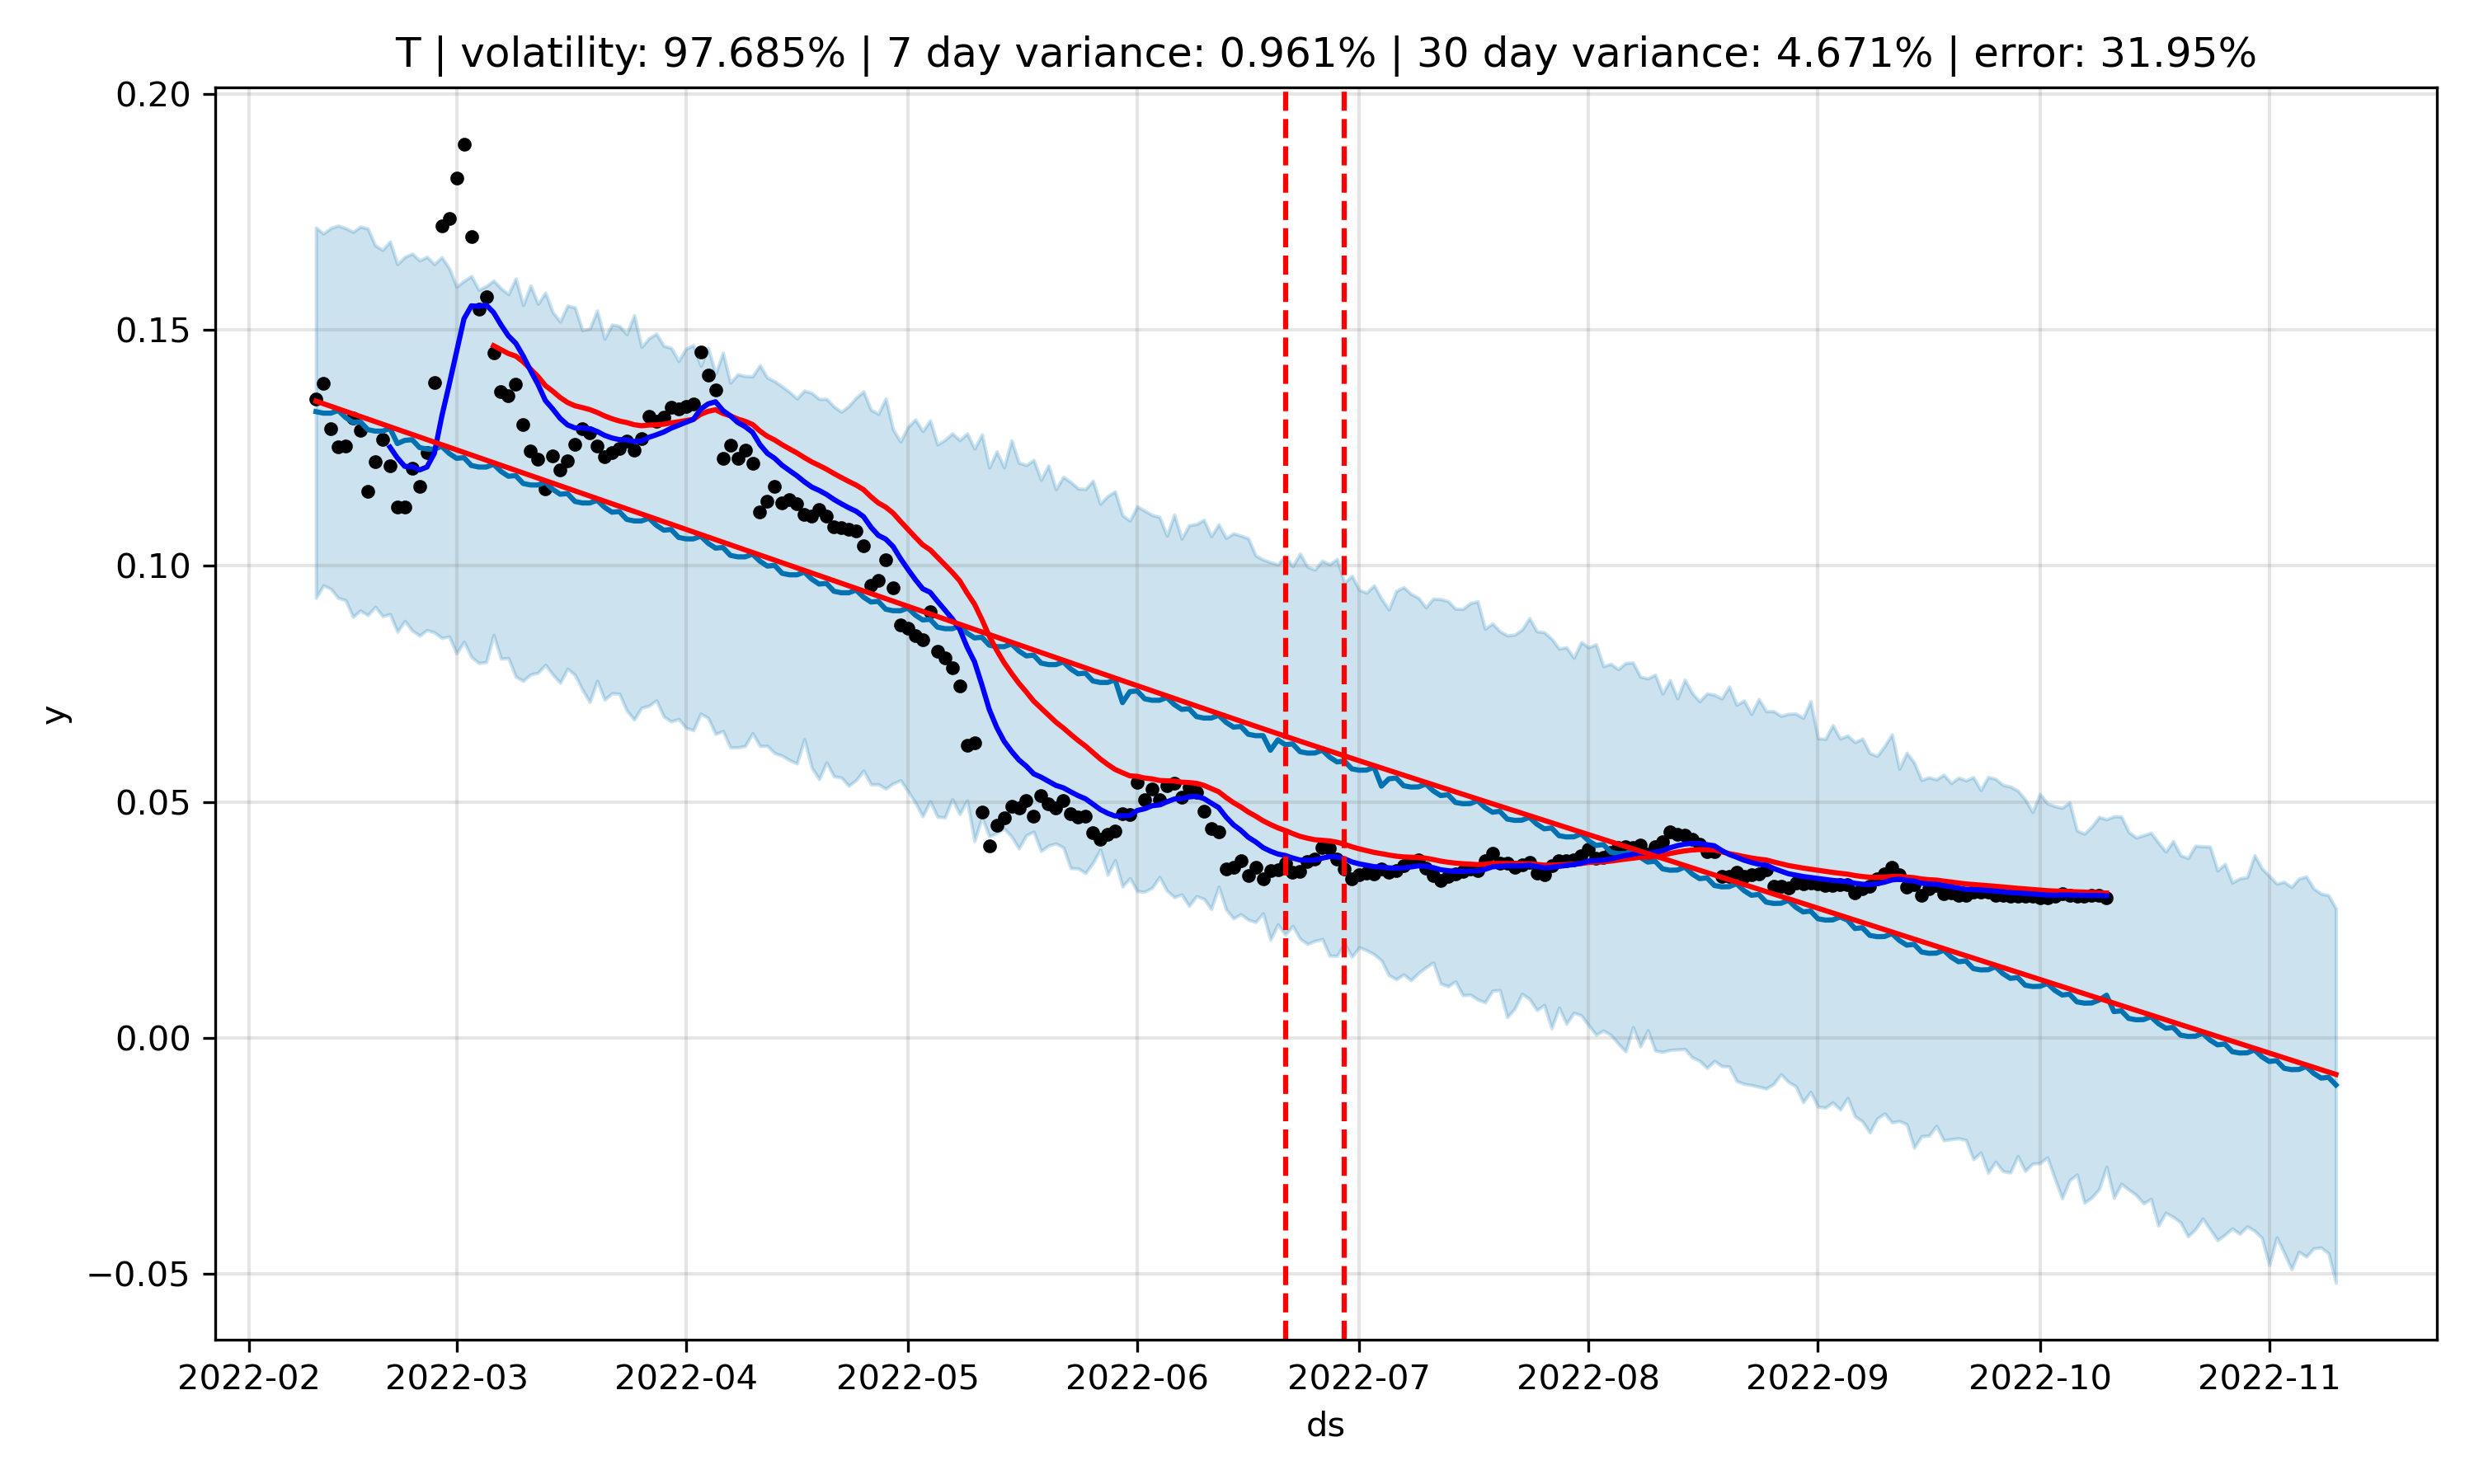 T | volatility: 97.685% | 7 day variance: 0.961% | 30 day variance: 4.671% | error: 31.95%
0.20
0.15
0.10
0.05
0.00
−0.05
y
2022-02 2022-03 2022-04 2022-05 2022-06 2022-07 2022-08 2022-09 2022-10 2022-11
ds